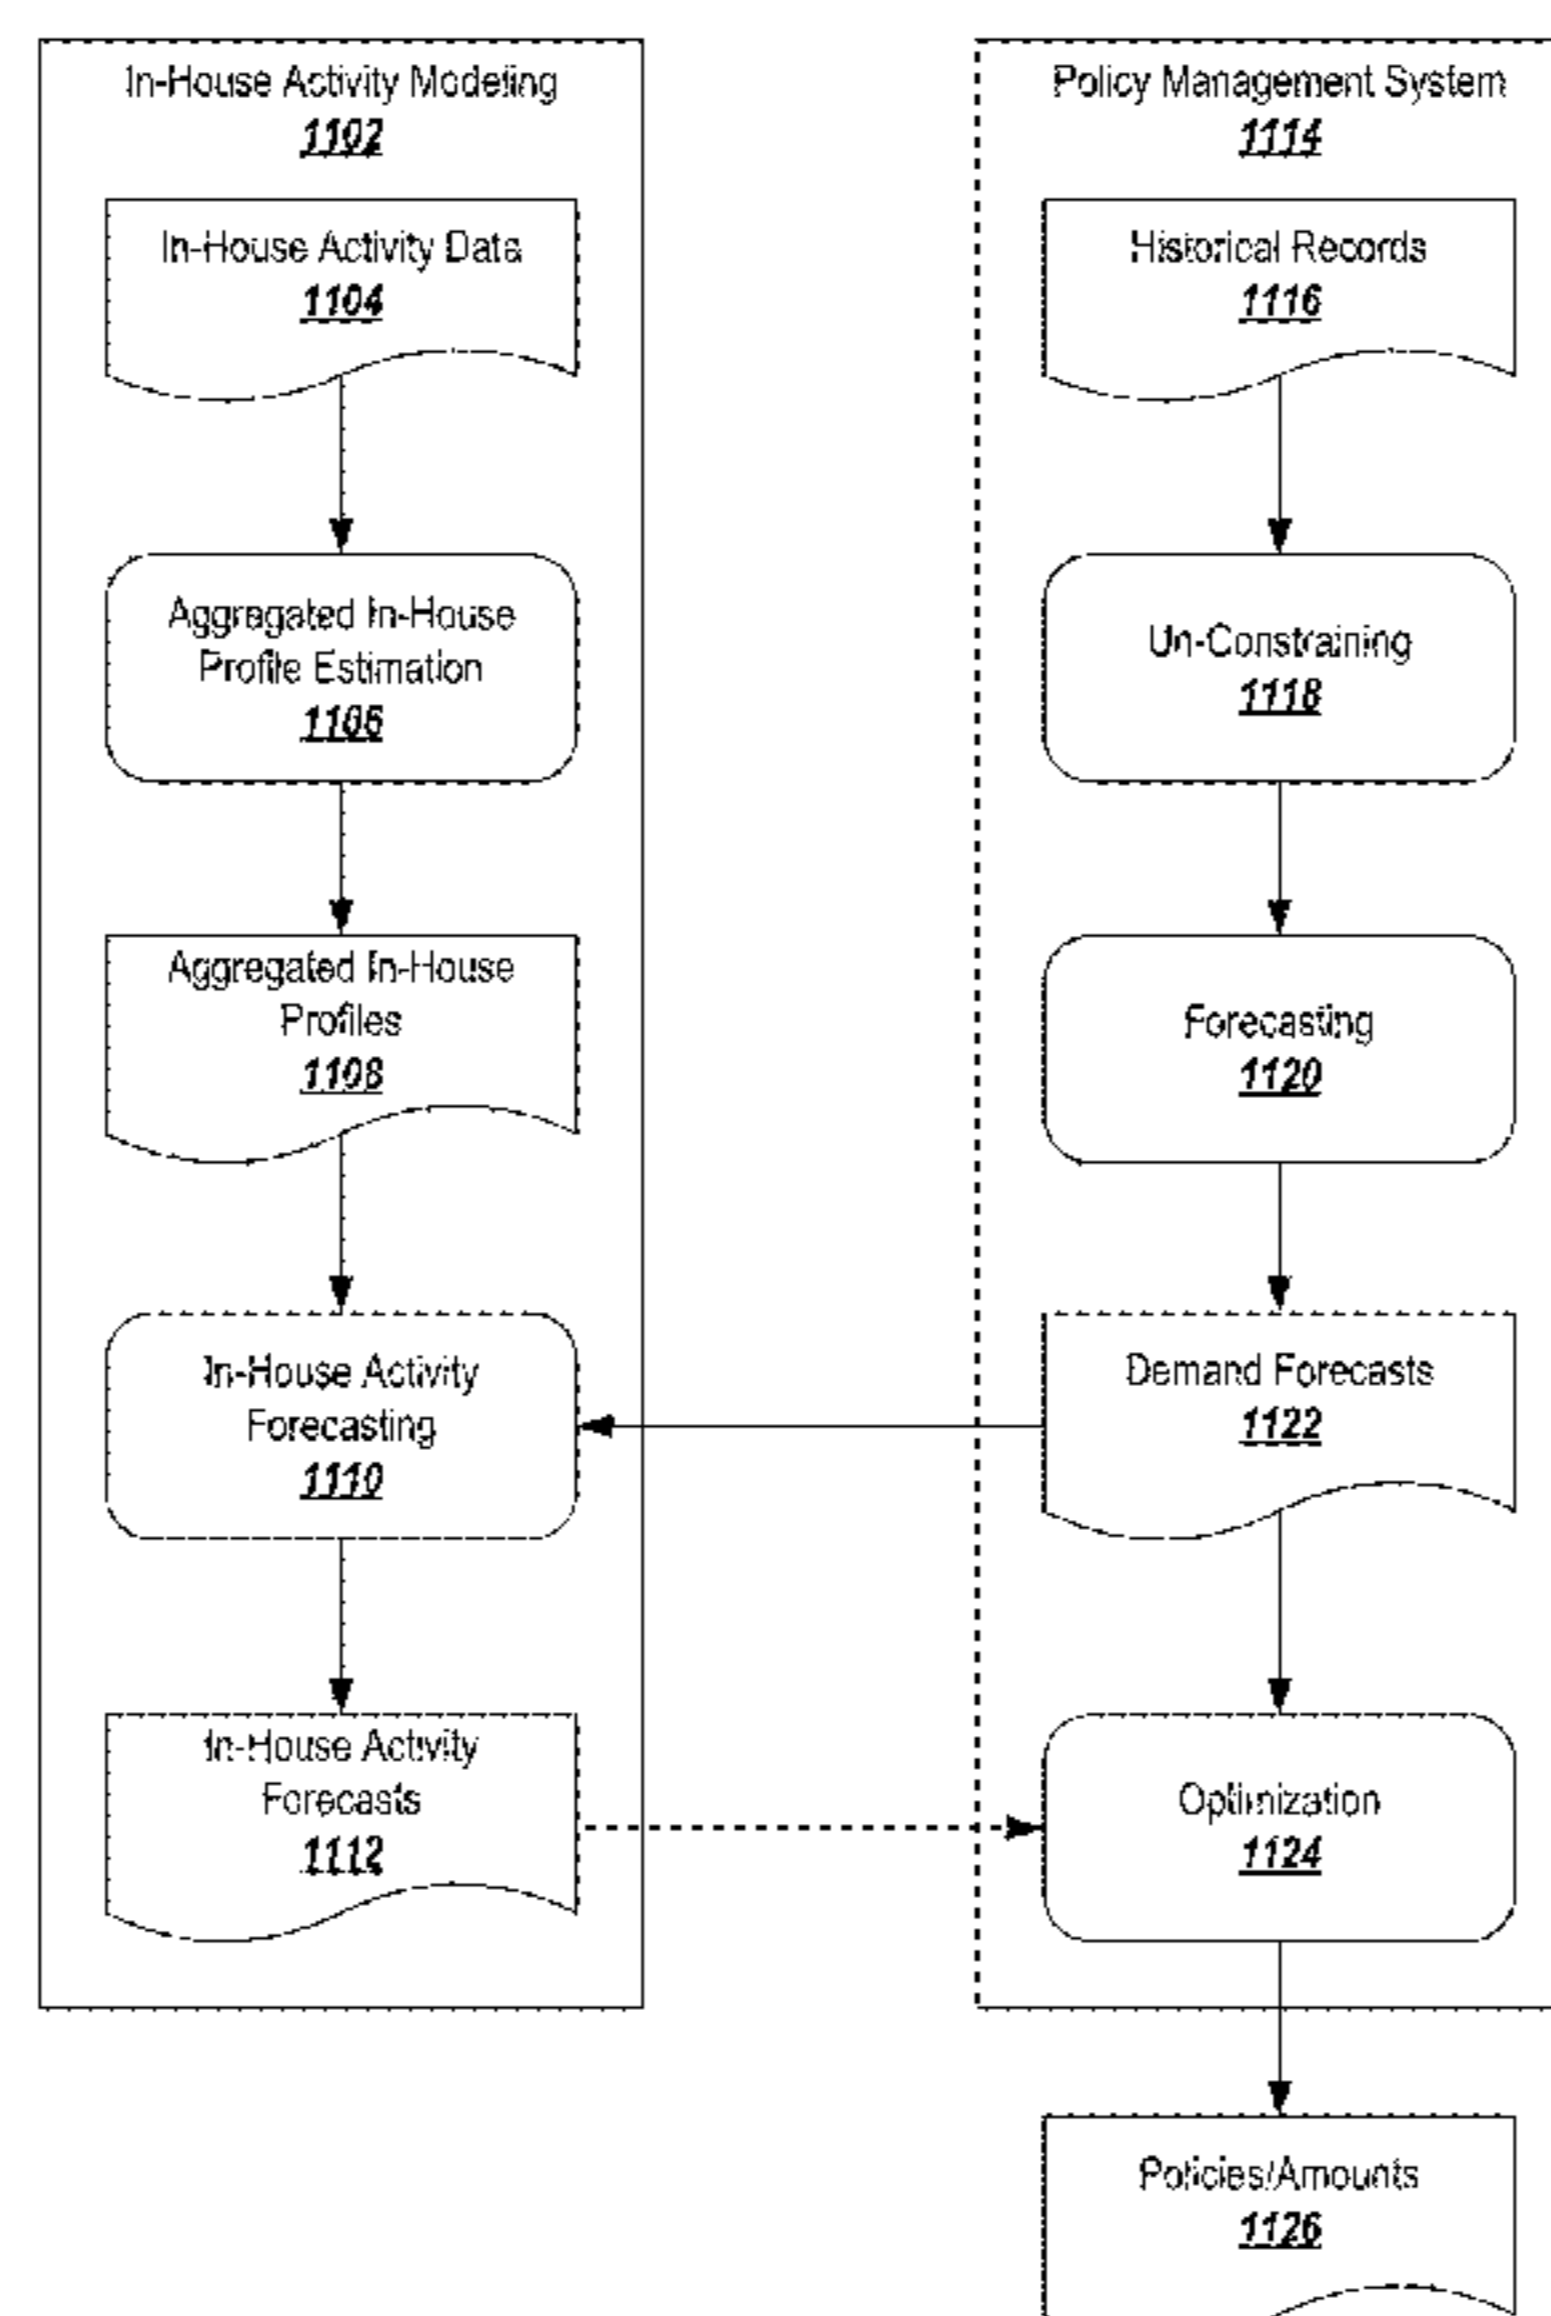 In-House Activity Modeling
1102
In-House Activity Data
1104
Aggregated In-House
Profile Estimation
1106
Aggregated In-House
Profiles
1108
In-House Activity
Forecasting
1110
In-House Activity
Forecasts
1112
Policy Management System
1114
Historical Records
1116
Un-Constraining
1118
Forecasting
1120
Demand Forecasts
1122
Optimization
1124
Policies/Amounts
1126